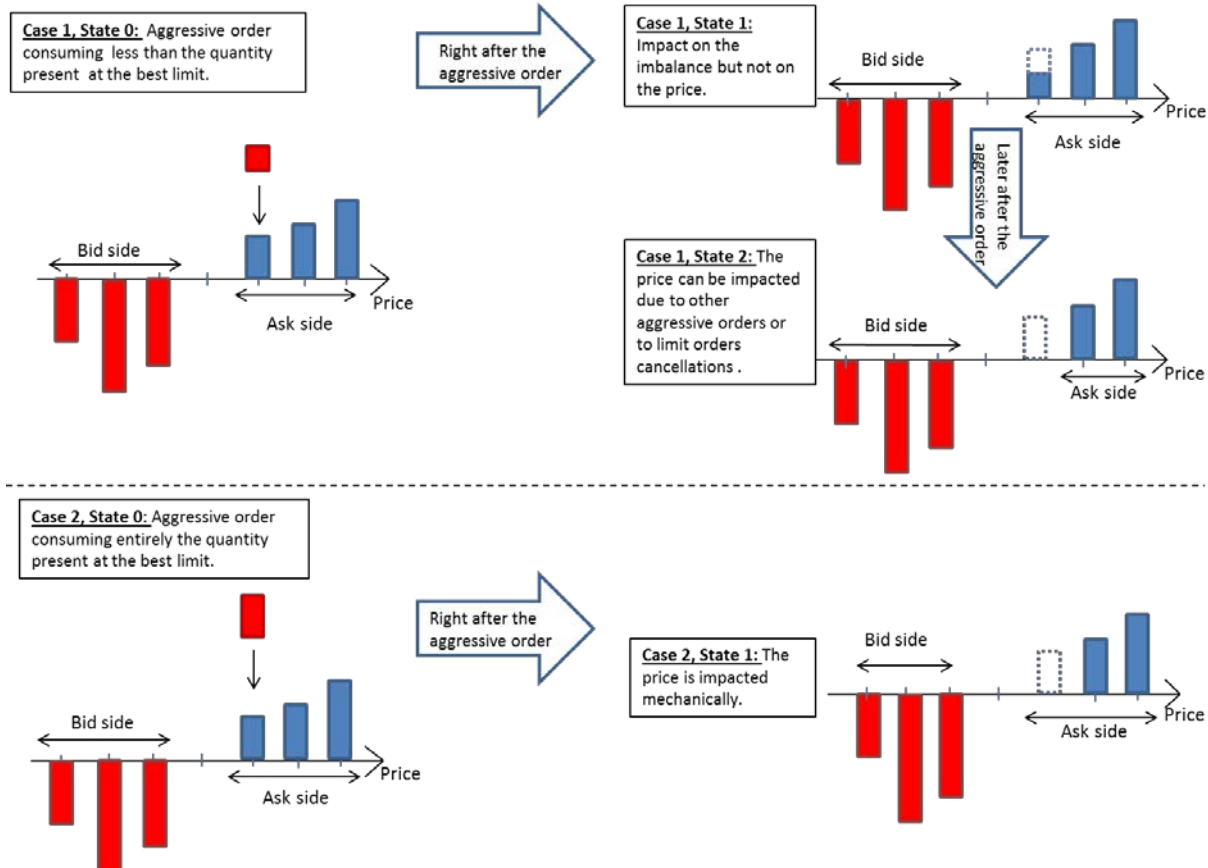 Case 1, State 0: Aggressive order
consuming less than the quantity
present at the best limit.
Right after the
aggressive order
Case 1, State 1:
Impact on the
imbalance but not on
the price.
Bid side
Price
Ask side
Bid side
Price
Ask side
Later after the
aggressive order
Case 1, State 2: The
price can be impacted
due to other
aggressive orders or
to limit orders
cancellations .
Bid side
Price
Ask side
Case 2, State 0: Aggressive order
consuming entirely the quantity
present at the best limit.
Right after the
aggressive order
Case 2, State 1: The
price is impacted
mechanically.
Bid side
Price
Ask side
Bid side
Price
Ask side